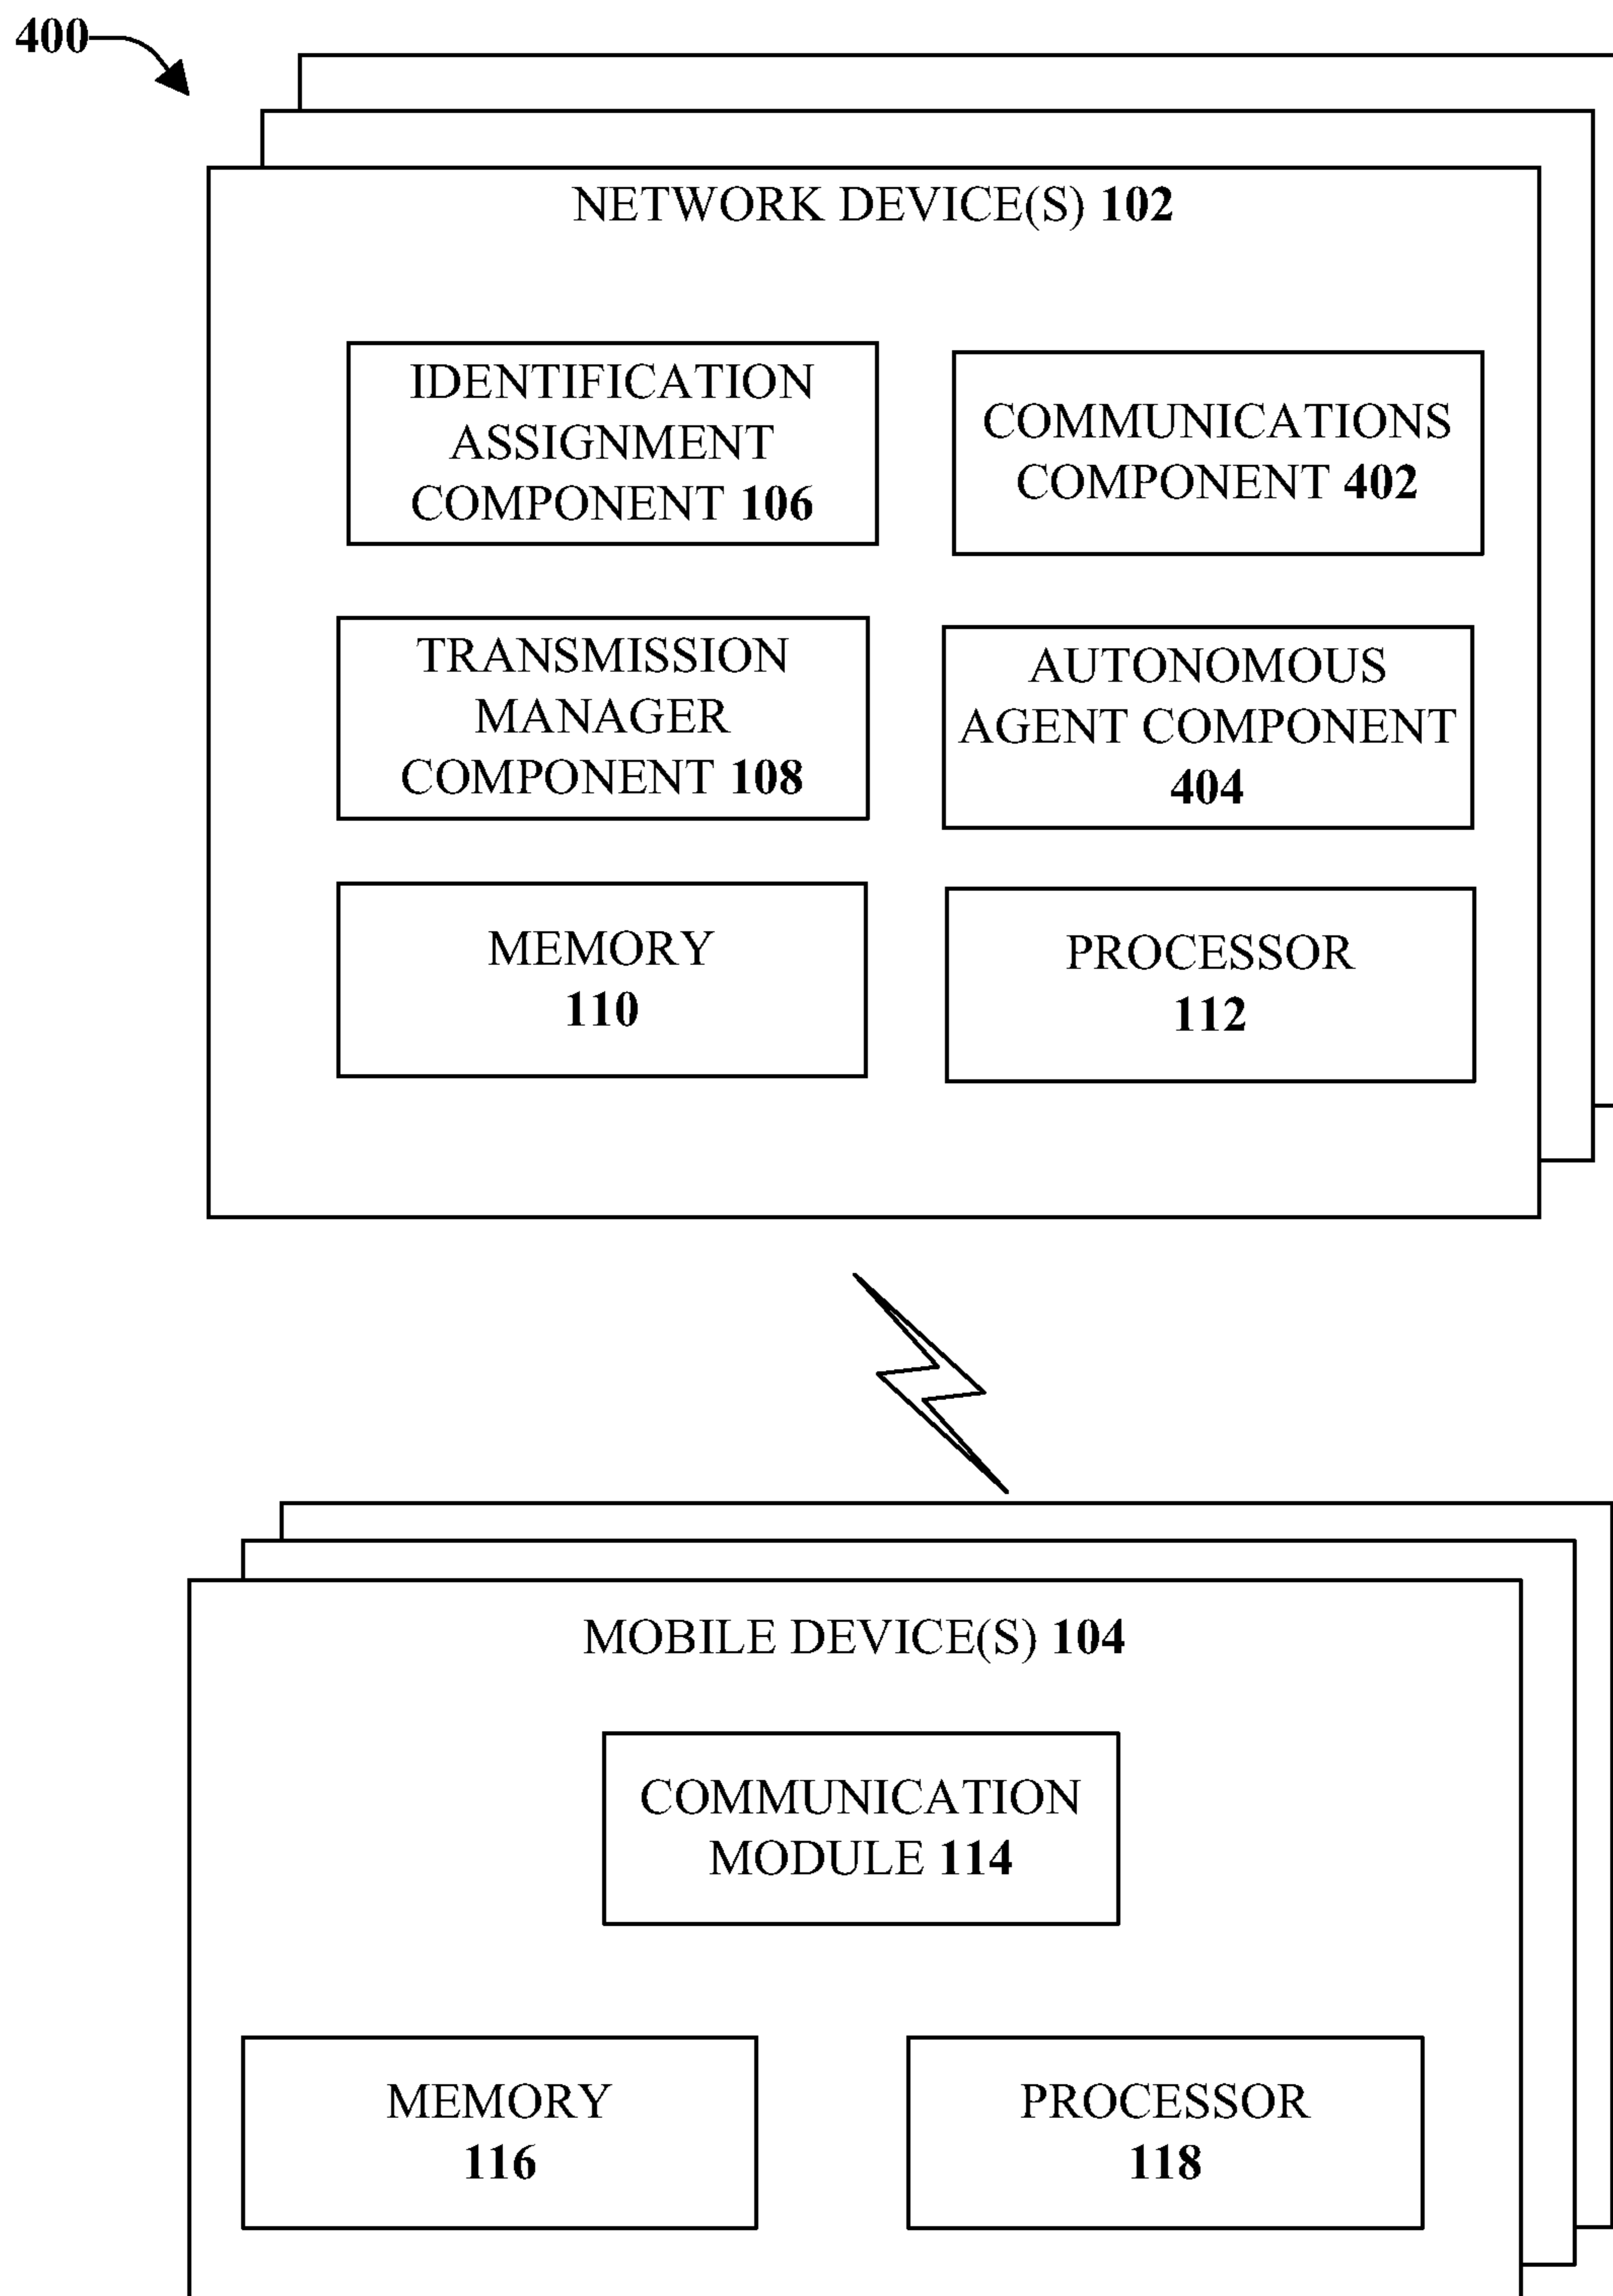 400
NETWORK DEVICE(S) 102
IDENTIFICATION
ASSIGNMENT
COMPONENT 106
COMMUNICATIONS
COMPONENT 402
TRANSMISSION
MANAGER
COMPONENT 108
AUTONOMOUS
AGENT COMPONENT
404
MEMORY
110
PROCESSOR
112
MOBILE DEVICE(S) 104
COMMUNICATION
MODULE 114
MEMORY
116
PROCESSOR
118